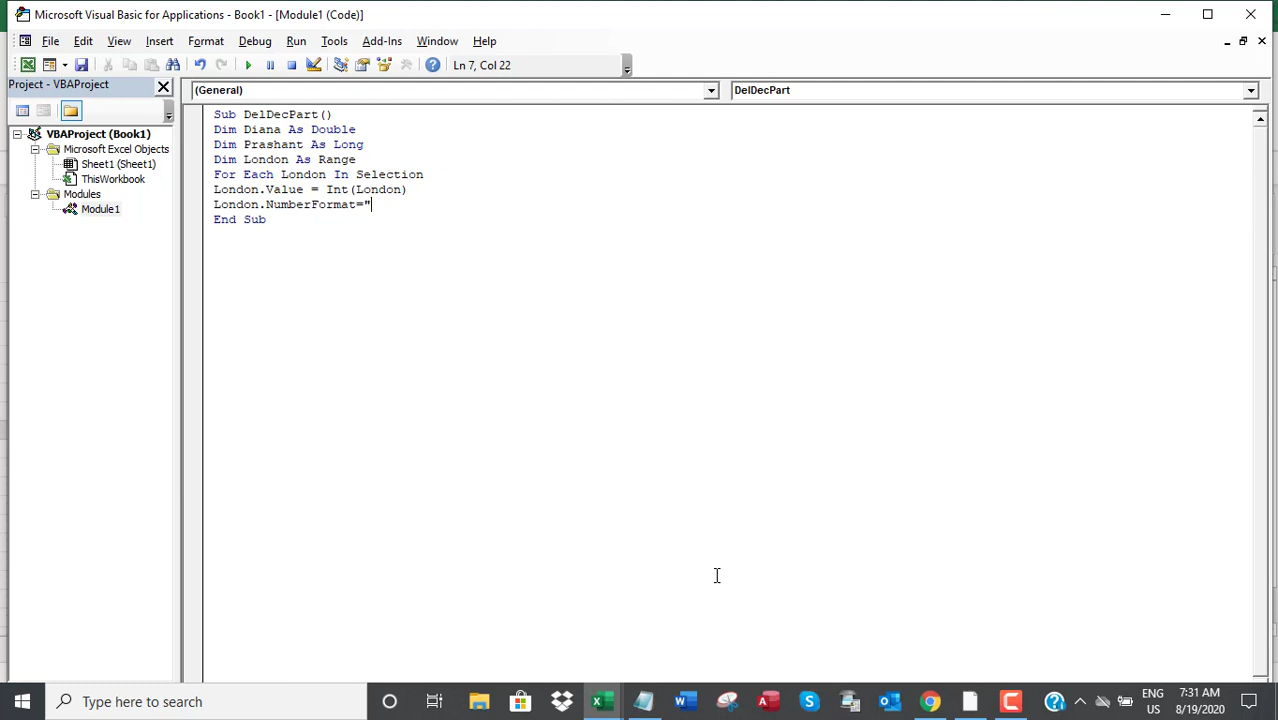 Microsoft Visual Basic for Applications - Book1 - [Module1 (Code)]
File Edit View Insert Format Debug Run Tools Add-Ins Window Help
Ln 7, Col 22
Project - VBAProject
(General)
DelDecPart
VBAProject (Book1)
Microsoft Excel Objects
Sheet1 (Sheet1)
ThisWorkbook
Modules
Module1
Sub DelDecPart()
Dim Diana As Double
Dim Prashant As Long
Dim London As Range
For Each London In Selection
London.Value = Int(London)
London.NumberFormat="
End Sub
Type here to search
ENG
US
7:31 AM
8/19/2020